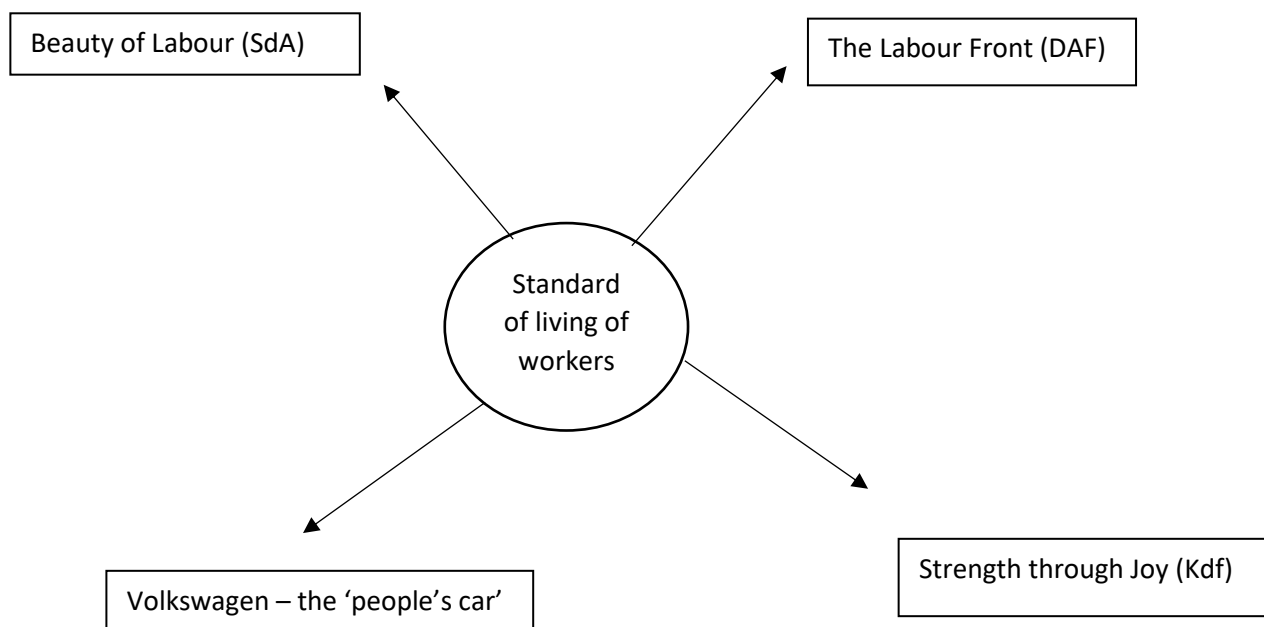 Beauty of Labour (SdA)
The Labour Front (DAF)
Standard
of living of
workers
Strength through Joy (Kdf)
Volkswagen – the ‘people’s car’